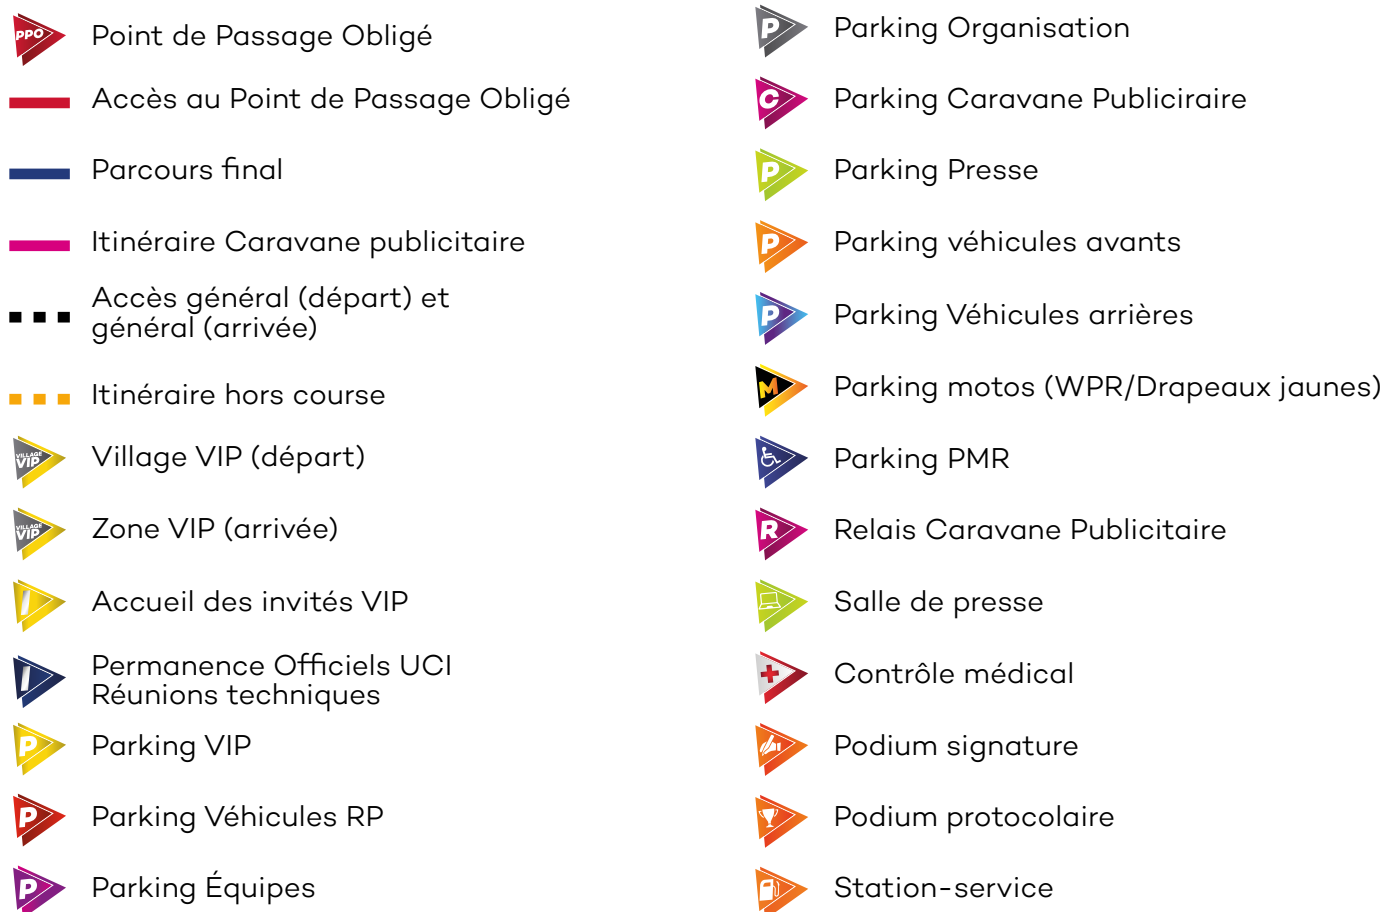 PPO Point de Passage Obligé
Accès au Point de Passage Obligé
Parcours final
Itinéraire Caravane publicitaire
Accès général (départ) et
général (arrivée)
Itinéraire hors course
VILLAGE VIP Village VIP (départ)
VILLAGE VIP Zone VIP (arrivée)
I Accueil des invités VIP
I Permanence Officiels UCI
Réunions techniques
P Parking VIP
P Parking Véhicules RP
P Parking Équipes
P Parking Organisation
C Parking Caravane Publiciraire
P Parking Presse
P Parking véhicules avants
P Parking Véhicules arrières
M Parking motos (WPR/Drapeaux jaunes)
Parking PMR
R Relais Caravane Publicitaire
Salle de presse
Contrôle médical
Podium signature
Podium protocolaire
Station-service